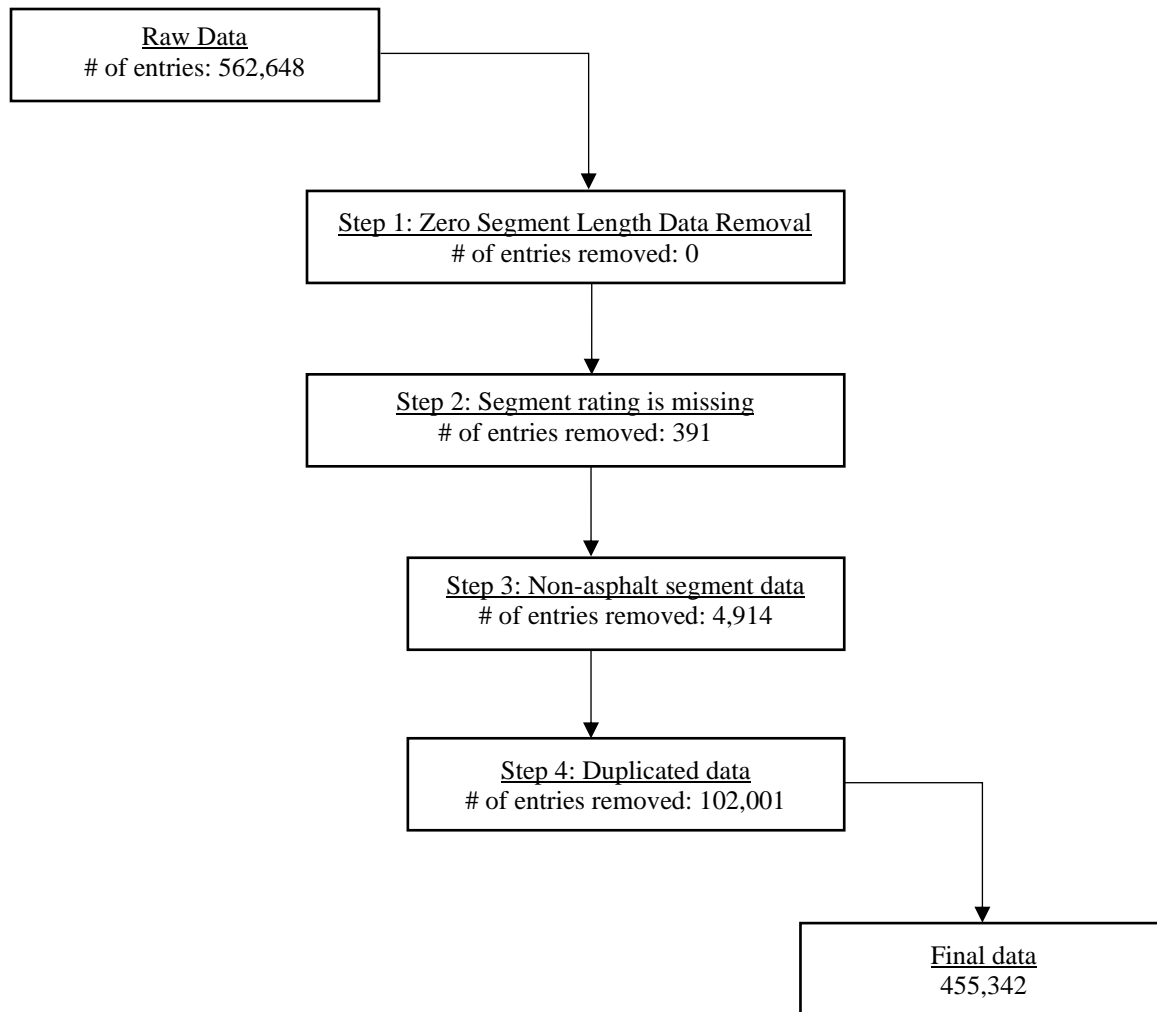 Raw Data
# of entries: 562,648
Step 1: Zero Segment Length Data Removal
# of entries removed: 0
Step 2: Segment rating is missing
# of entries removed: 391
Step 3: Non-asphalt segment data
# of entries removed: 4,914
Step 4: Duplicated data
# of entries removed: 102,001
Final data
455,342